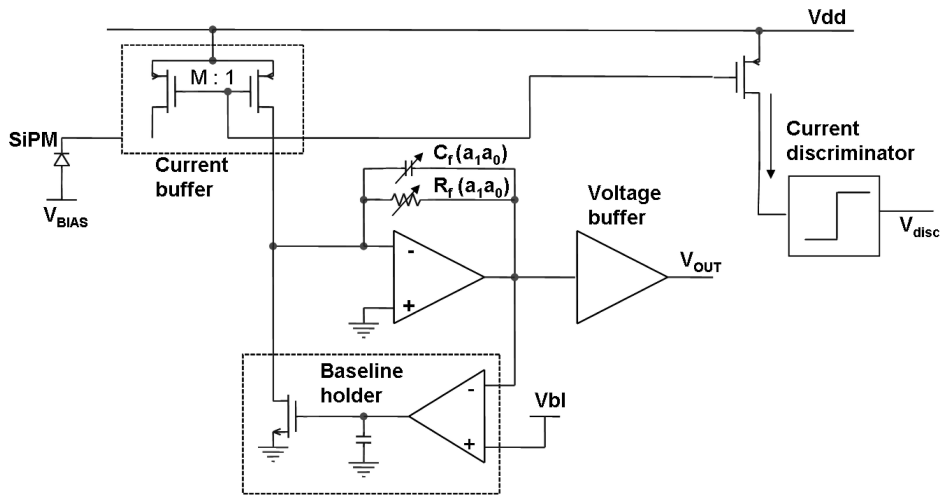 Vdd
M : 1
SiPM
Current
buffer
V_BIAS
Current
discriminator
C_f (a_1a_0)
R_f (a_1a_0)
Voltage
buffer
V_disc
-
+
V_OUT
Baseline
holder
-
+
Vbl